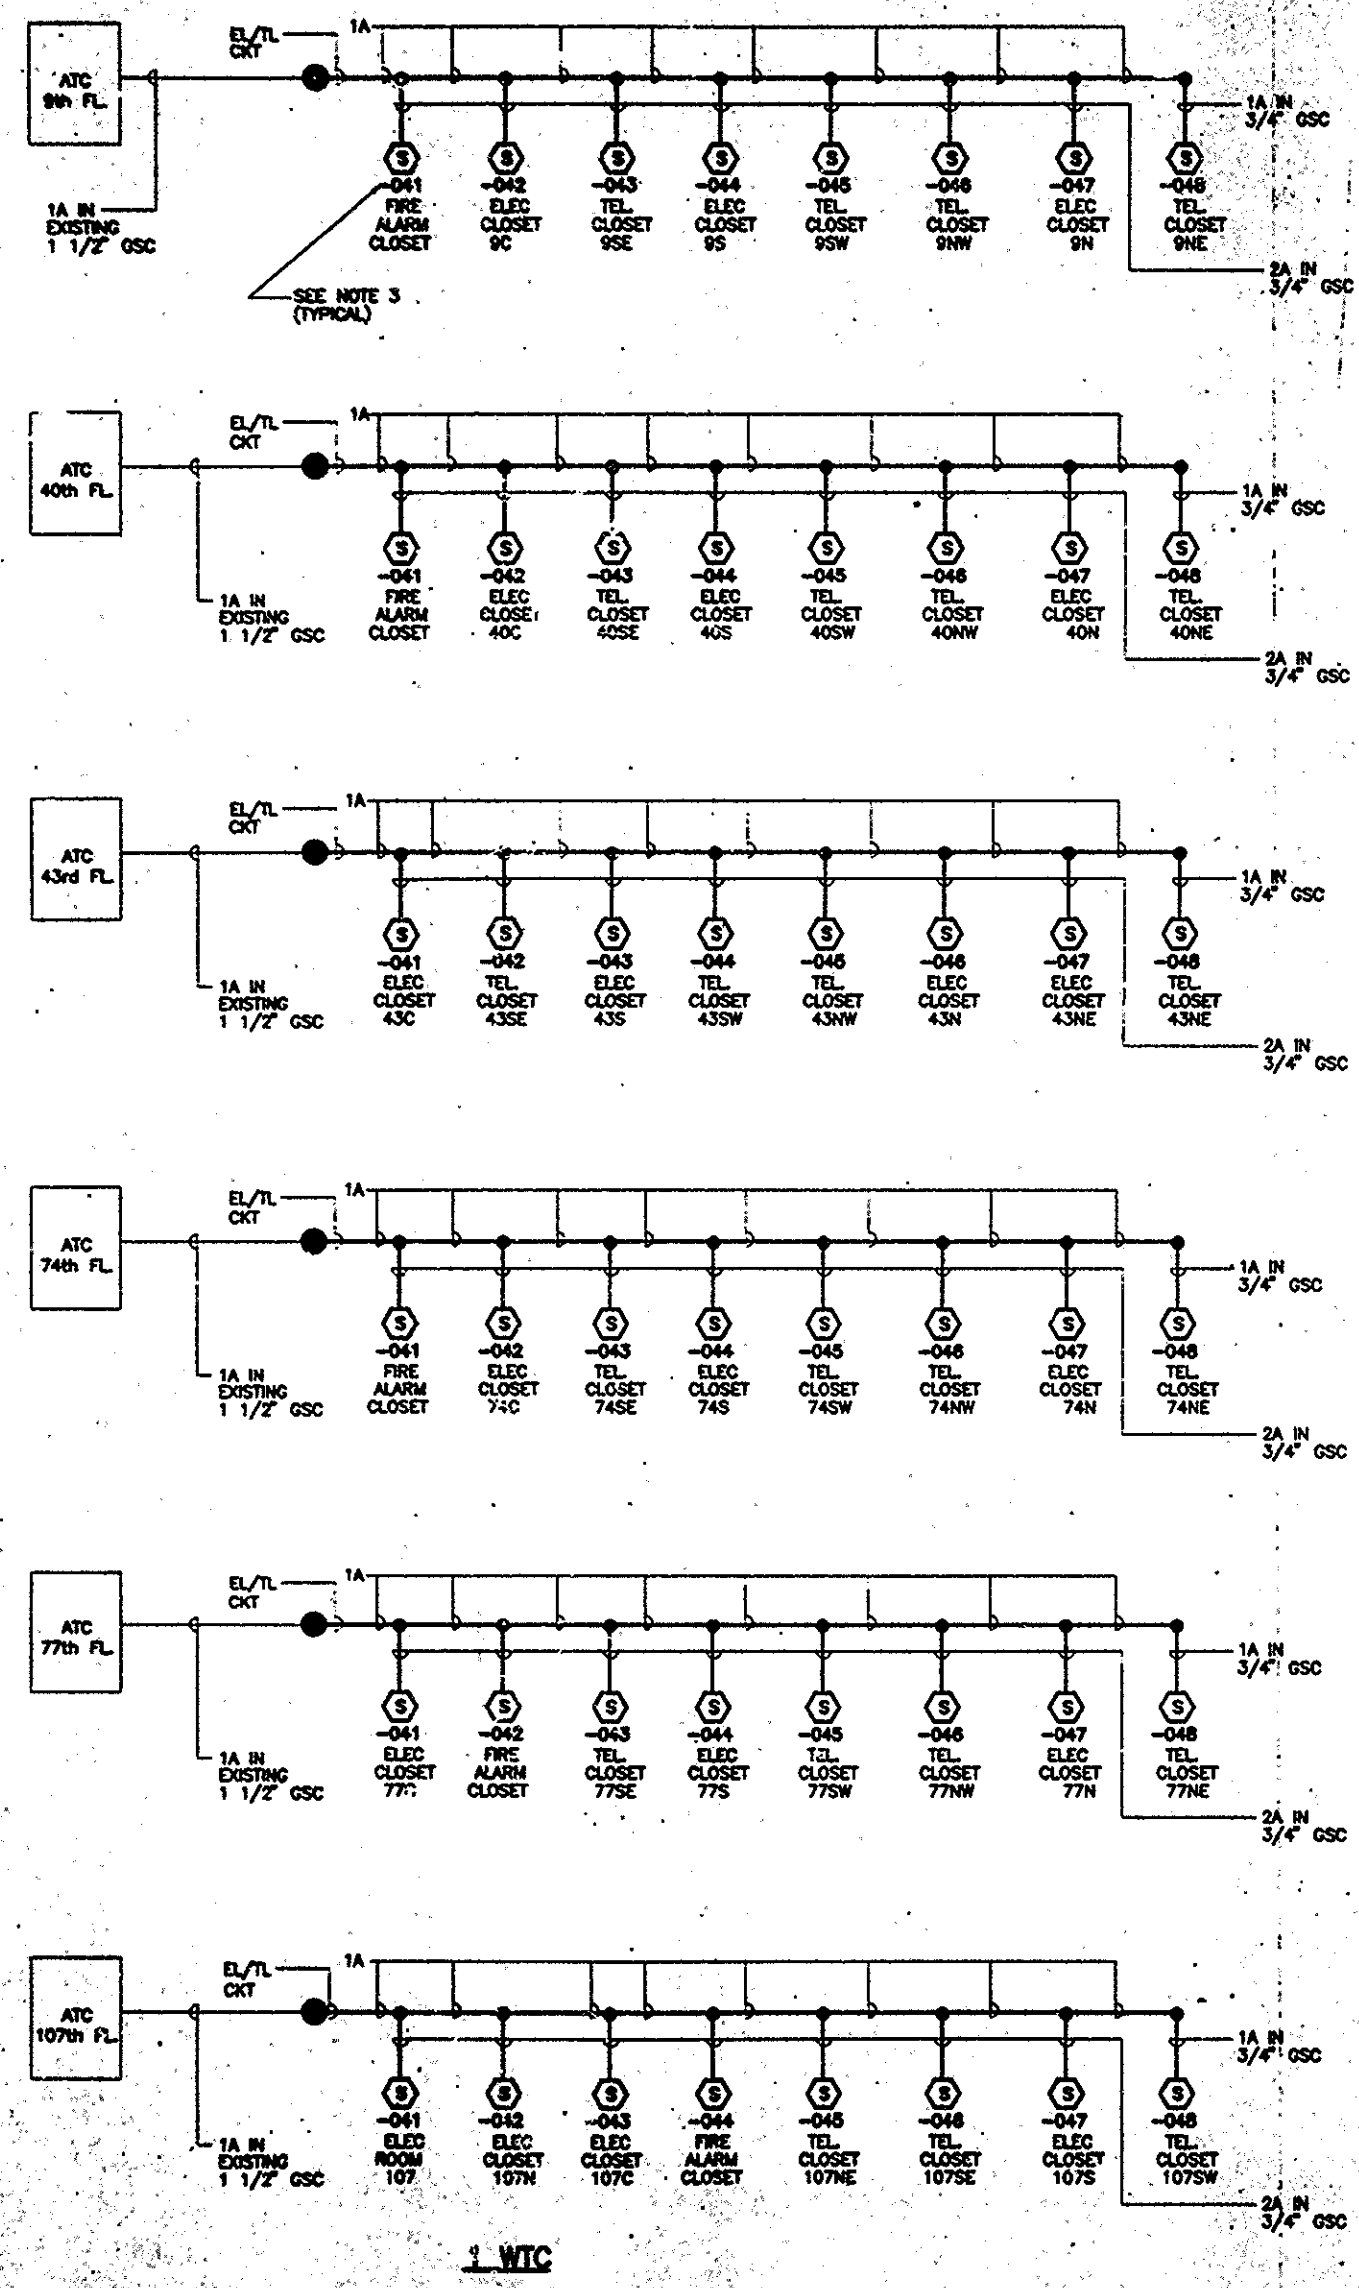 ATC
9th FL.
EL/TL
CKT
1A
1A IN
EXISTING
1 1/2" GSC
1A IN
3/4" GSC
2A IN
3/4" GSC
SEE NOTE 3
(TYPICAL)
S
-041
FIRE
ALARM
CLOSET
S
-042
ELEC
CLOSET
9C
S
-043
TEL.
CLOSET
9SE
S
-044
ELEC
CLOSET
9S
S
-045
TEL.
CLOSET
9SW
S
-046
TEL.
CLOSET
9NW
S
-047
ELEC
CLOSET
9N
S
-048
TEL.
CLOSET
9NE
ATC
40th FL.
EL/TL
CKT
1A
1A IN
EXISTING
1 1/2" GSC
1A IN
3/4" GSC
2A IN
3/4" GSC
S
-041
FIRE
ALARM
CLOSET
S
-042
ELEC
CLOSET
40C
S
-043
TEL.
CLOSET
40SE
S
-044
ELEC
CLOSET
40S
S
-045
TEL.
CLOSET
40SW
S
-046
TEL.
CLOSET
40NW
S
-047
ELEC
CLOSET
40N
S
-048
TEL.
CLOSET
40NE
ATC
43rd FL.
EL/TL
CKT
1A
1A IN
EXISTING
1 1/2" GSC
1A IN
3/4" GSC
2A IN
3/4" GSC
S
-041
ELEC
CLOSET
43C
S
-042
TEL.
CLOSET
43SE
S
-043
ELEC
CLOSET
43S
S
-044
TEL.
CLOSET
43SW
S
-045
TEL.
CLOSET
43NW
S
-046
ELEC
CLOSET
43N
S
-047
ELEC
CLOSET
43NE
S
-048
TEL.
CLOSET
43NE
ATC
74th FL.
EL/TL
CKT
1A
1A IN
EXISTING
1 1/2" GSC
1A IN
3/4" GSC
2A IN
3/4" GSC
S
-041
FIRE
ALARM
CLOSET
S
-042
ELEC
CLOSET
74C
S
-043
TEL.
CLOSET
74SE
S
-044
ELEC
CLOSET
74S
S
-045
TEL.
CLOSET
74SW
S
-046
TEL.
CLOSET
74NW
S
-047
ELEC
CLOSET
74N
S
-048
TEL.
CLOSET
74NE
ATC
77th FL.
EL/TL
CKT
1A
1A IN
EXISTING
1 1/2" GSC
1A IN
3/4" GSC
2A IN
3/4" GSC
S
-041
ELEC
CLOSET
77C
S
-042
FIRE
ALARM
CLOSET
S
-043
TEL.
CLOSET
77SE
S
-044
ELEC
CLOSET
77S
S
-045
TEL.
CLOSET
77SW
S
-046
TEL.
CLOSET
77NW
S
-047
ELEC
CLOSET
77N
S
-048
TEL.
CLOSET
77NE
ATC
107th FL.
EL/TL
CKT
1A
1A IN
EXISTING
1 1/2" GSC
1A IN
3/4" GSC
2A IN
3/4" GSC
S
-041
ELEC
ROOM
107
S
-042
ELEC
CLOSET
107N
S
-043
ELEC
CLOSET
107C
S
-044
FIRE
ALARM
CLOSET
S
-045
TEL.
CLOSET
107NE
S
-046
TEL.
CLOSET
107SE
S
-047
ELEC
CLOSET
107S
S
-048
TEL.
CLOSET
107SW
1 WTC